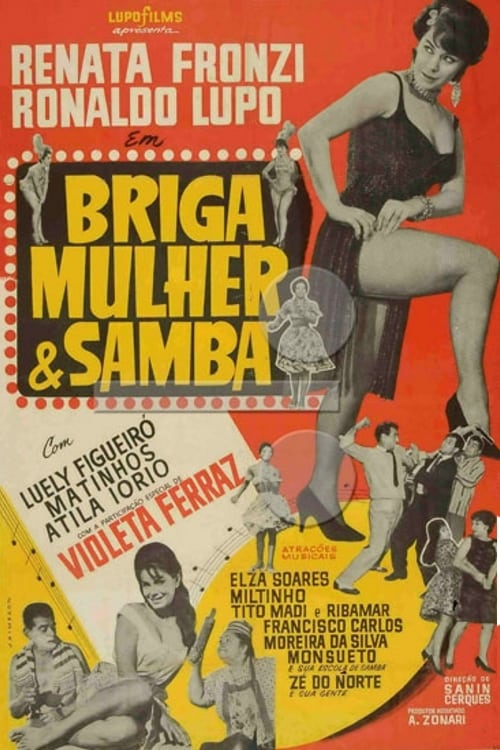 LUPOFILMS
apresenta
RENATA FRONZI
RONALDO LUPO
em
BRIGA
MULHER
& SAMBA
Com
LUELY FIGUEIRÓ
MATINHOS
ATILA IORIO
COM A PARTICIPAÇÃO ESPECIAL DE
VIOLETA FERRAZ
ATRAÇÕES
MUSICAIS
ELZA SOARES
MILTINHO
TITO MADI e RIBAMAR
FRANCISCO CARLOS
MOREIRA DA SILVA
MONSUETO
E SUA ESCOLA DE SAMBA
ZÉ DO NORTE
E SUA GENTE
DIREÇÃO DE
SANIN
CERQUES
PRODUTOR ASSOCIADO
A. ZONARI